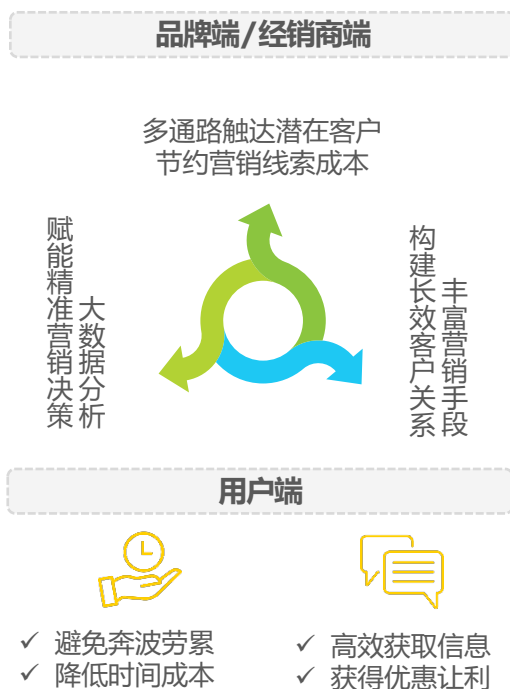 品牌端/经销商端
多通路触达潜在客户
节约营销线索成本
大数据分析
赋能精准营销决策
丰富营销手段
构建长效客户关系
用户端
避免奔波劳累
降低时间成本
高效获取信息
获得优惠让利